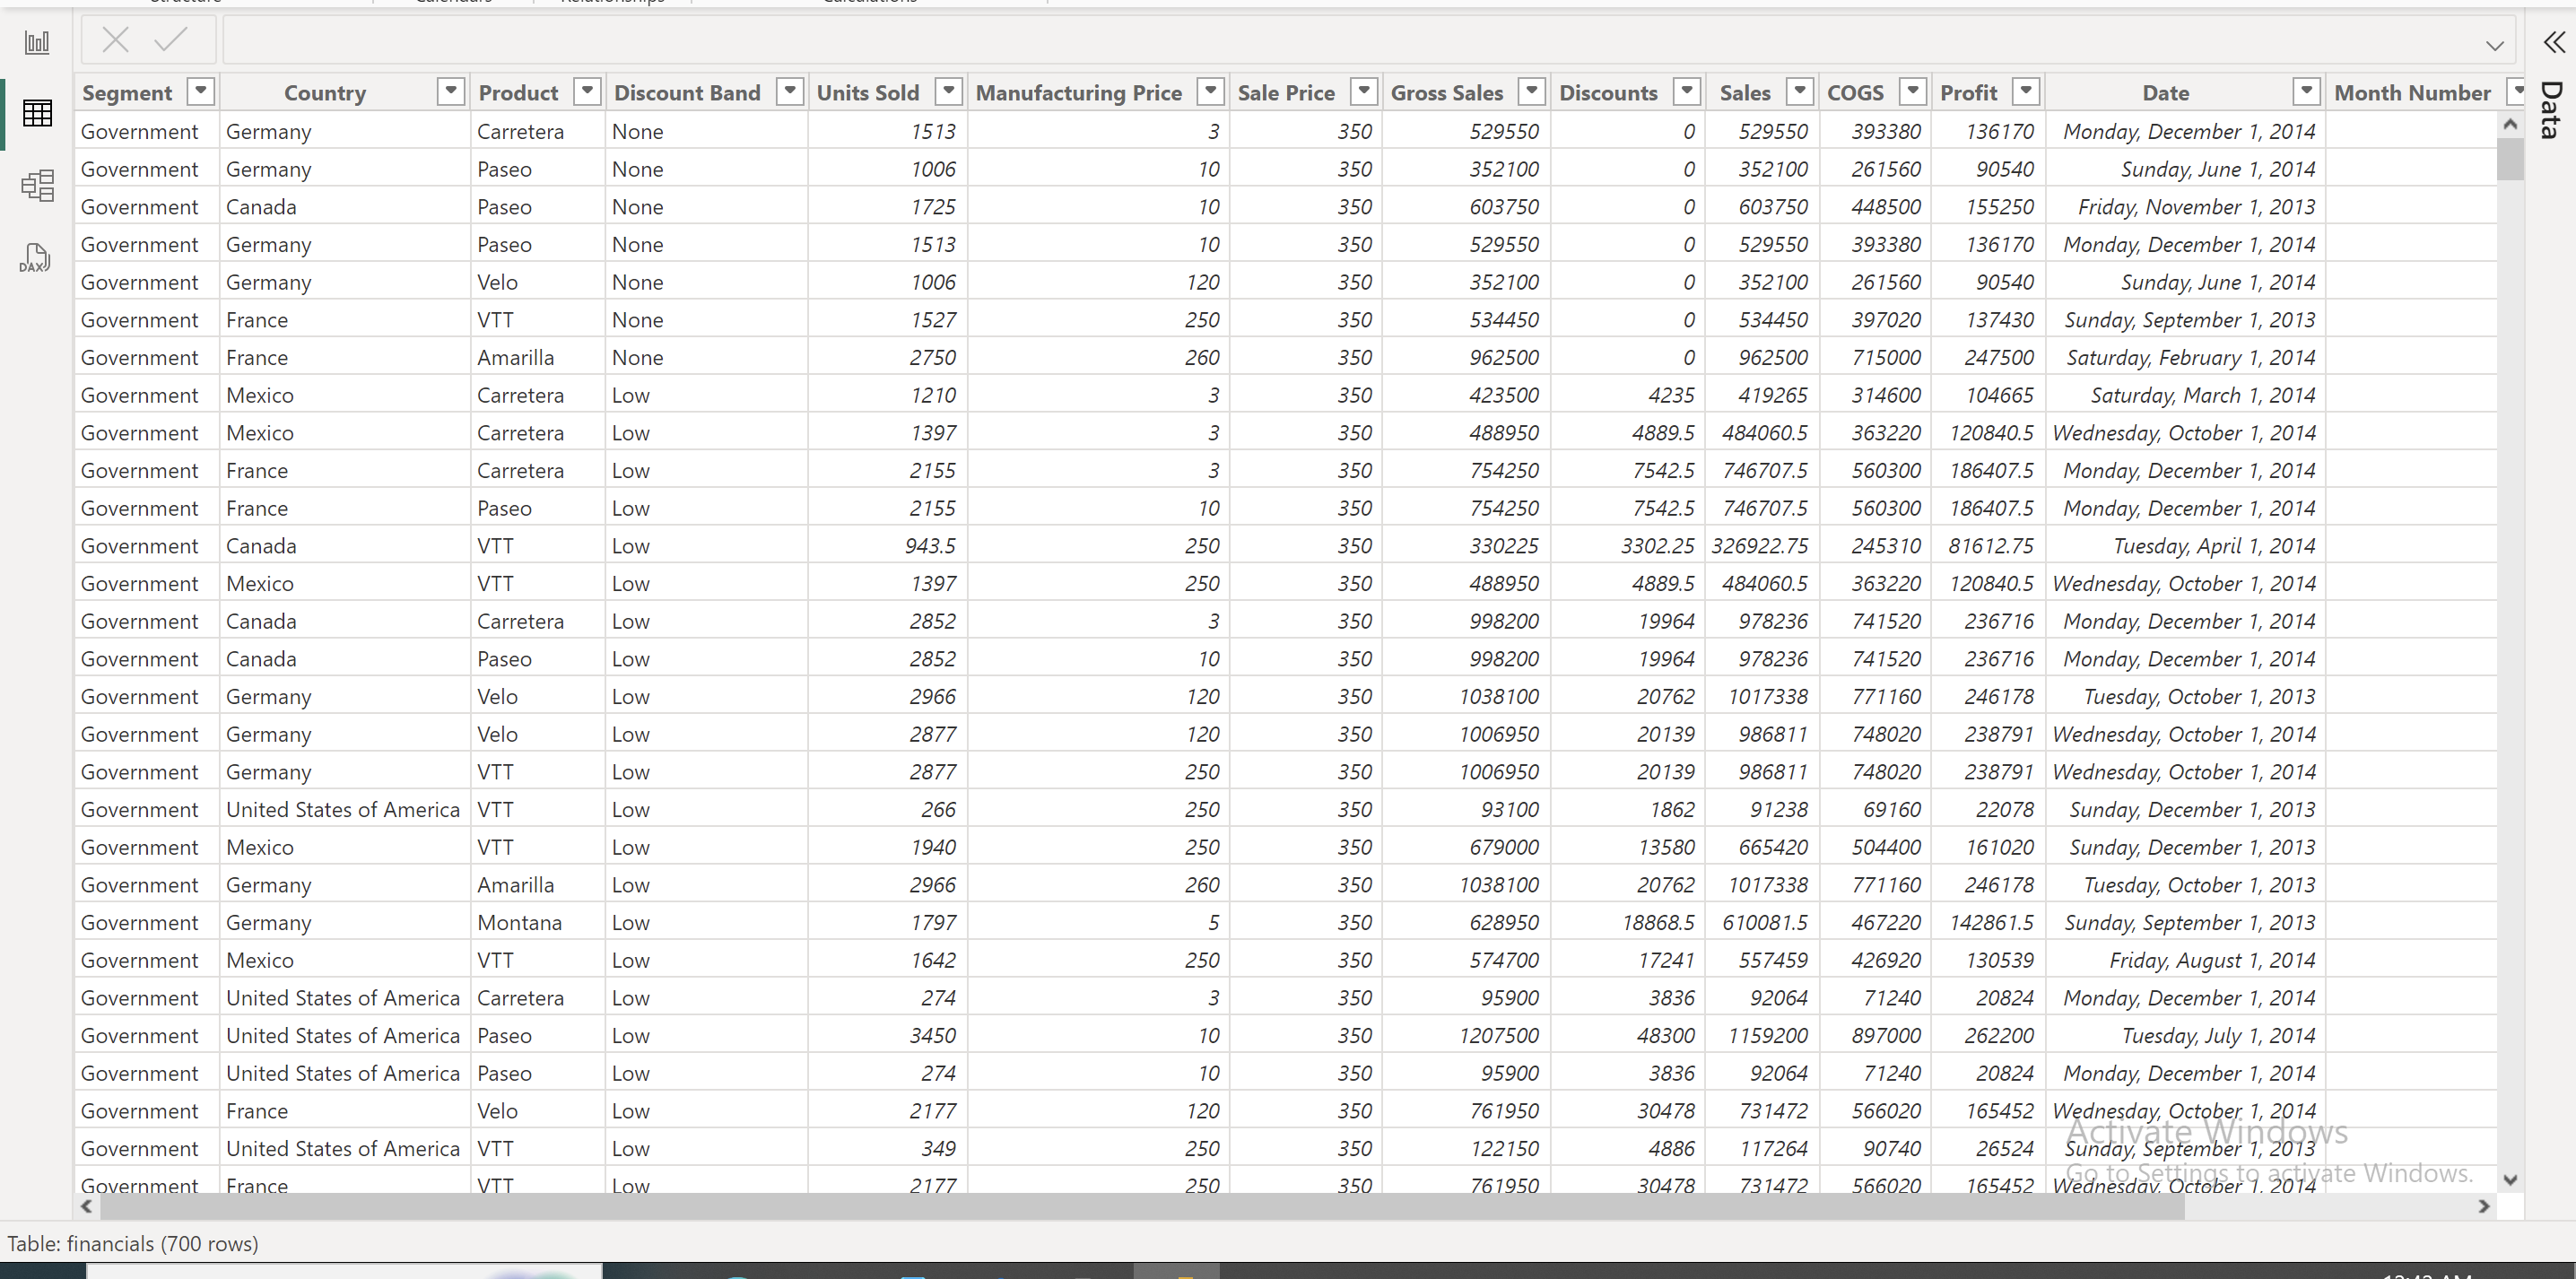 Structure Calendars Relationships Calculations
Segment Country Product Discount Band Units Sold Manufacturing Price Sale Price Gross Sales Discounts Sales COGS Profit Date Month Number
Government Germany Carretera None 1513 3 350 529550 0 529550 393380 136170 Monday, December 1, 2014
Government Germany Paseo None 1006 10 350 352100 0 352100 261560 90540 Sunday, June 1, 2014
Government Canada Paseo None 1725 10 350 603750 0 603750 448500 155250 Friday, November 1, 2013
Government Germany Paseo None 1513 10 350 529550 0 529550 393380 136170 Monday, December 1, 2014
Government Germany Velo None 1006 120 350 352100 0 352100 261560 90540 Sunday, June 1, 2014
Government France VTT None 1527 250 350 534450 0 534450 397020 137430 Sunday, September 1, 2013
Government France Amarilla None 2750 260 350 962500 0 962500 715000 247500 Saturday, February 1, 2014
Government Mexico Carretera Low 1210 3 350 423500 4235 419265 314600 104665 Saturday, March 1, 2014
Government Mexico Carretera Low 1397 3 350 488950 4889.5 484060.5 363220 120840.5 Wednesday, October 1, 2014
Government France Carretera Low 2155 3 350 754250 7542.5 746707.5 560300 186407.5 Monday, December 1, 2014
Government France Paseo Low 2155 10 350 754250 7542.5 746707.5 560300 186407.5 Monday, December 1, 2014
Government Canada VTT Low 943.5 250 350 330225 3302.25 326922.75 245310 81612.75 Tuesday, April 1, 2014
Government Mexico VTT Low 1397 250 350 488950 4889.5 484060.5 363220 120840.5 Wednesday, October 1, 2014
Government Canada Carretera Low 2852 3 350 998200 19964 978236 741520 236716 Monday, December 1, 2014
Government Canada Paseo Low 2852 10 350 998200 19964 978236 741520 236716 Monday, December 1, 2014
Government Germany Velo Low 2966 120 350 1038100 20762 1017338 771160 246178 Tuesday, October 1, 2013
Government Germany Velo Low 2877 120 350 1006950 20139 986811 748020 238791 Wednesday, October 1, 2014
Government Germany VTT Low 2877 250 350 1006950 20139 986811 748020 238791 Wednesday, October 1, 2014
Government United States of America VTT Low 266 250 350 93100 1862 91238 69160 22078 Sunday, December 1, 2013
Government Mexico VTT Low 1940 250 350 679000 13580 665420 504400 161020 Sunday, December 1, 2013
Government Germany Amarilla Low 2966 260 350 1038100 20762 1017338 771160 246178 Tuesday, October 1, 2013
Government Germany Montana Low 1797 5 350 628950 18868.5 610081.5 467220 142861.5 Sunday, September 1, 2013
Government Mexico VTT Low 1642 250 350 574700 17241 557459 426920 130539 Friday, August 1, 2014
Government United States of America Carretera Low 274 3 350 95900 3836 92064 71240 20824 Monday, December 1, 2014
Government United States of America Paseo Low 3450 10 350 1207500 48300 1159200 897000 262200 Tuesday, July 1, 2014
Government United States of America Paseo Low 274 10 350 95900 3836 92064 71240 20824 Monday, December 1, 2014
Government France Velo Low 2177 120 350 761950 30478 731472 566020 165452 Wednesday, October 1, 2014
Government United States of America VTT Low 349 250 350 122150 4886 117264 90740 26524 Sunday, September 1, 2013
Government France VTT Low 2177 250 350 761950 30478 731472 566020 165452 Wednesday, October 1, 2014
Activate Windows
Go to Settings to activate Windows.
Table: financials (700 rows)
DAX
Data